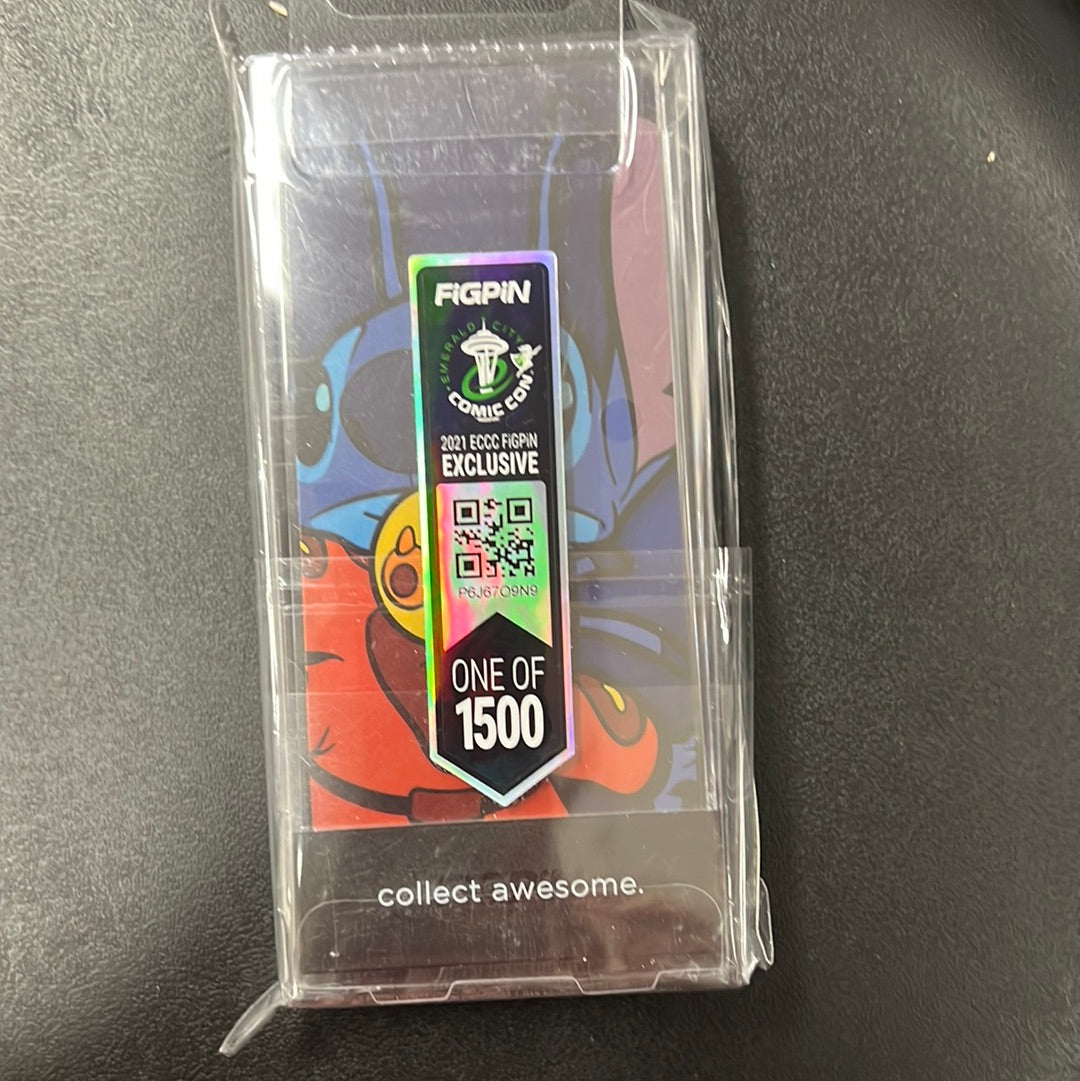 FiGPiN
EMERALD CITY
COMIC CON
2021 ECCC FiGPiN
EXCLUSIVE
P6J67O9N9
ONE OF
1500
collect awesome.